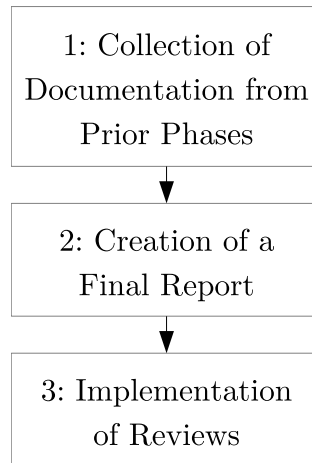 1: Collection of
Documentation from
Prior Phases
2: Creation of a
Final Report
3: Implementation
of Reviews